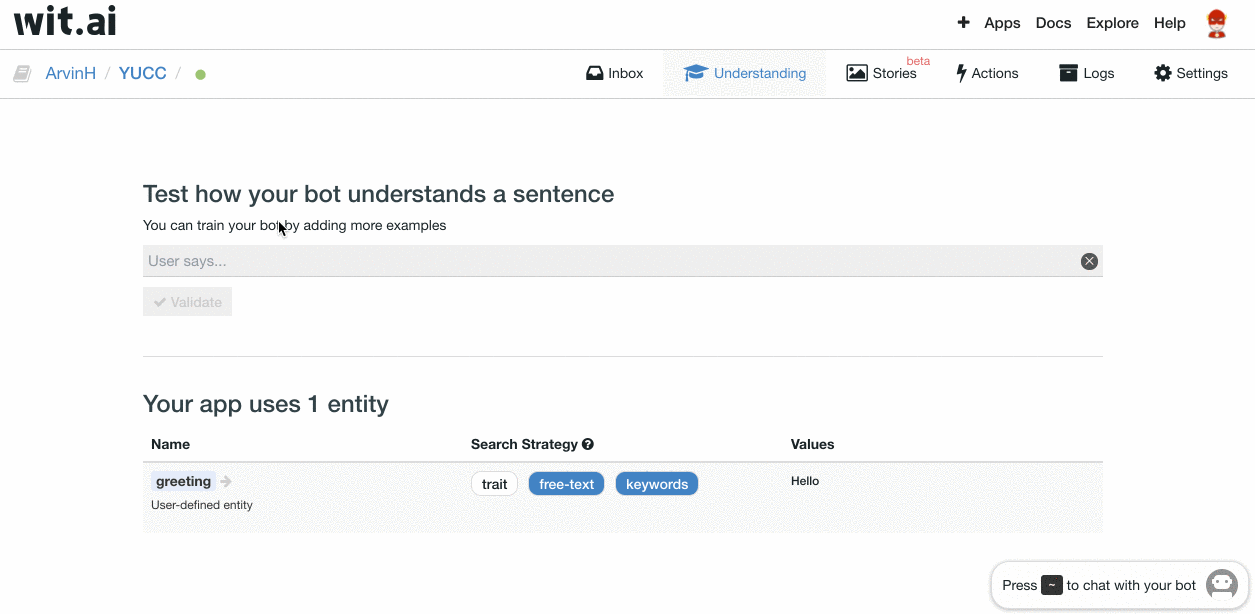 wit.ai
+ Apps Docs Explore Help
ArvinH / YUCC /
Inbox Understanding Stories beta Actions Logs Settings
Test how your bot understands a sentence
You can train your bot by adding more examples
User says...
Validate
Your app uses 1 entity
Name Search Strategy ? Values
greeting trait free-text keywords Hello
User-defined entity
Press ~ to chat with your bot